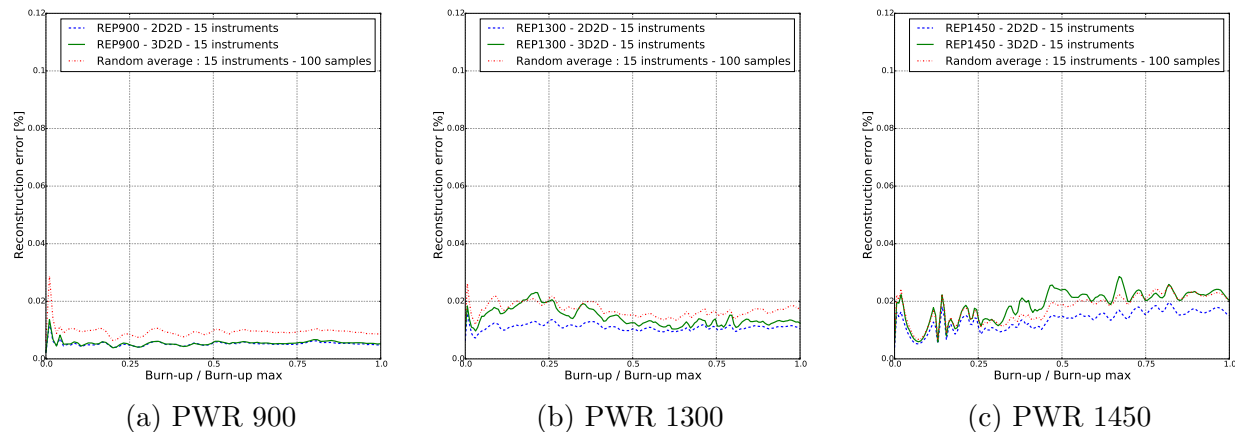 REP900 - 2D2D - 15 instruments
REP900 - 3D2D - 15 instruments
Random average : 15 instruments - 100 samples
0.12
0.1
0.08
0.06
0.04
0.02
0.0
Reconstruction error [%]
0.0 0.25 0.5 0.75 1.0
Burn-up / Burn-up max
(a) PWR 900
REP1300 - 2D2D - 15 instruments
REP1300 - 3D2D - 15 instruments
Random average : 15 instruments - 100 samples
0.12
0.1
0.08
0.06
0.04
0.02
0.0
Reconstruction error [%]
0.0 0.25 0.5 0.75 1.0
Burn-up / Burn-up max
(b) PWR 1300
REP1450 - 2D2D - 15 instruments
REP1450 - 3D2D - 15 instruments
Random average : 15 instruments - 100 samples
0.12
0.1
0.08
0.06
0.04
0.02
0.0
Reconstruction error [%]
0.0 0.25 0.5 0.75 1.0
Burn-up / Burn-up max
(c) PWR 1450